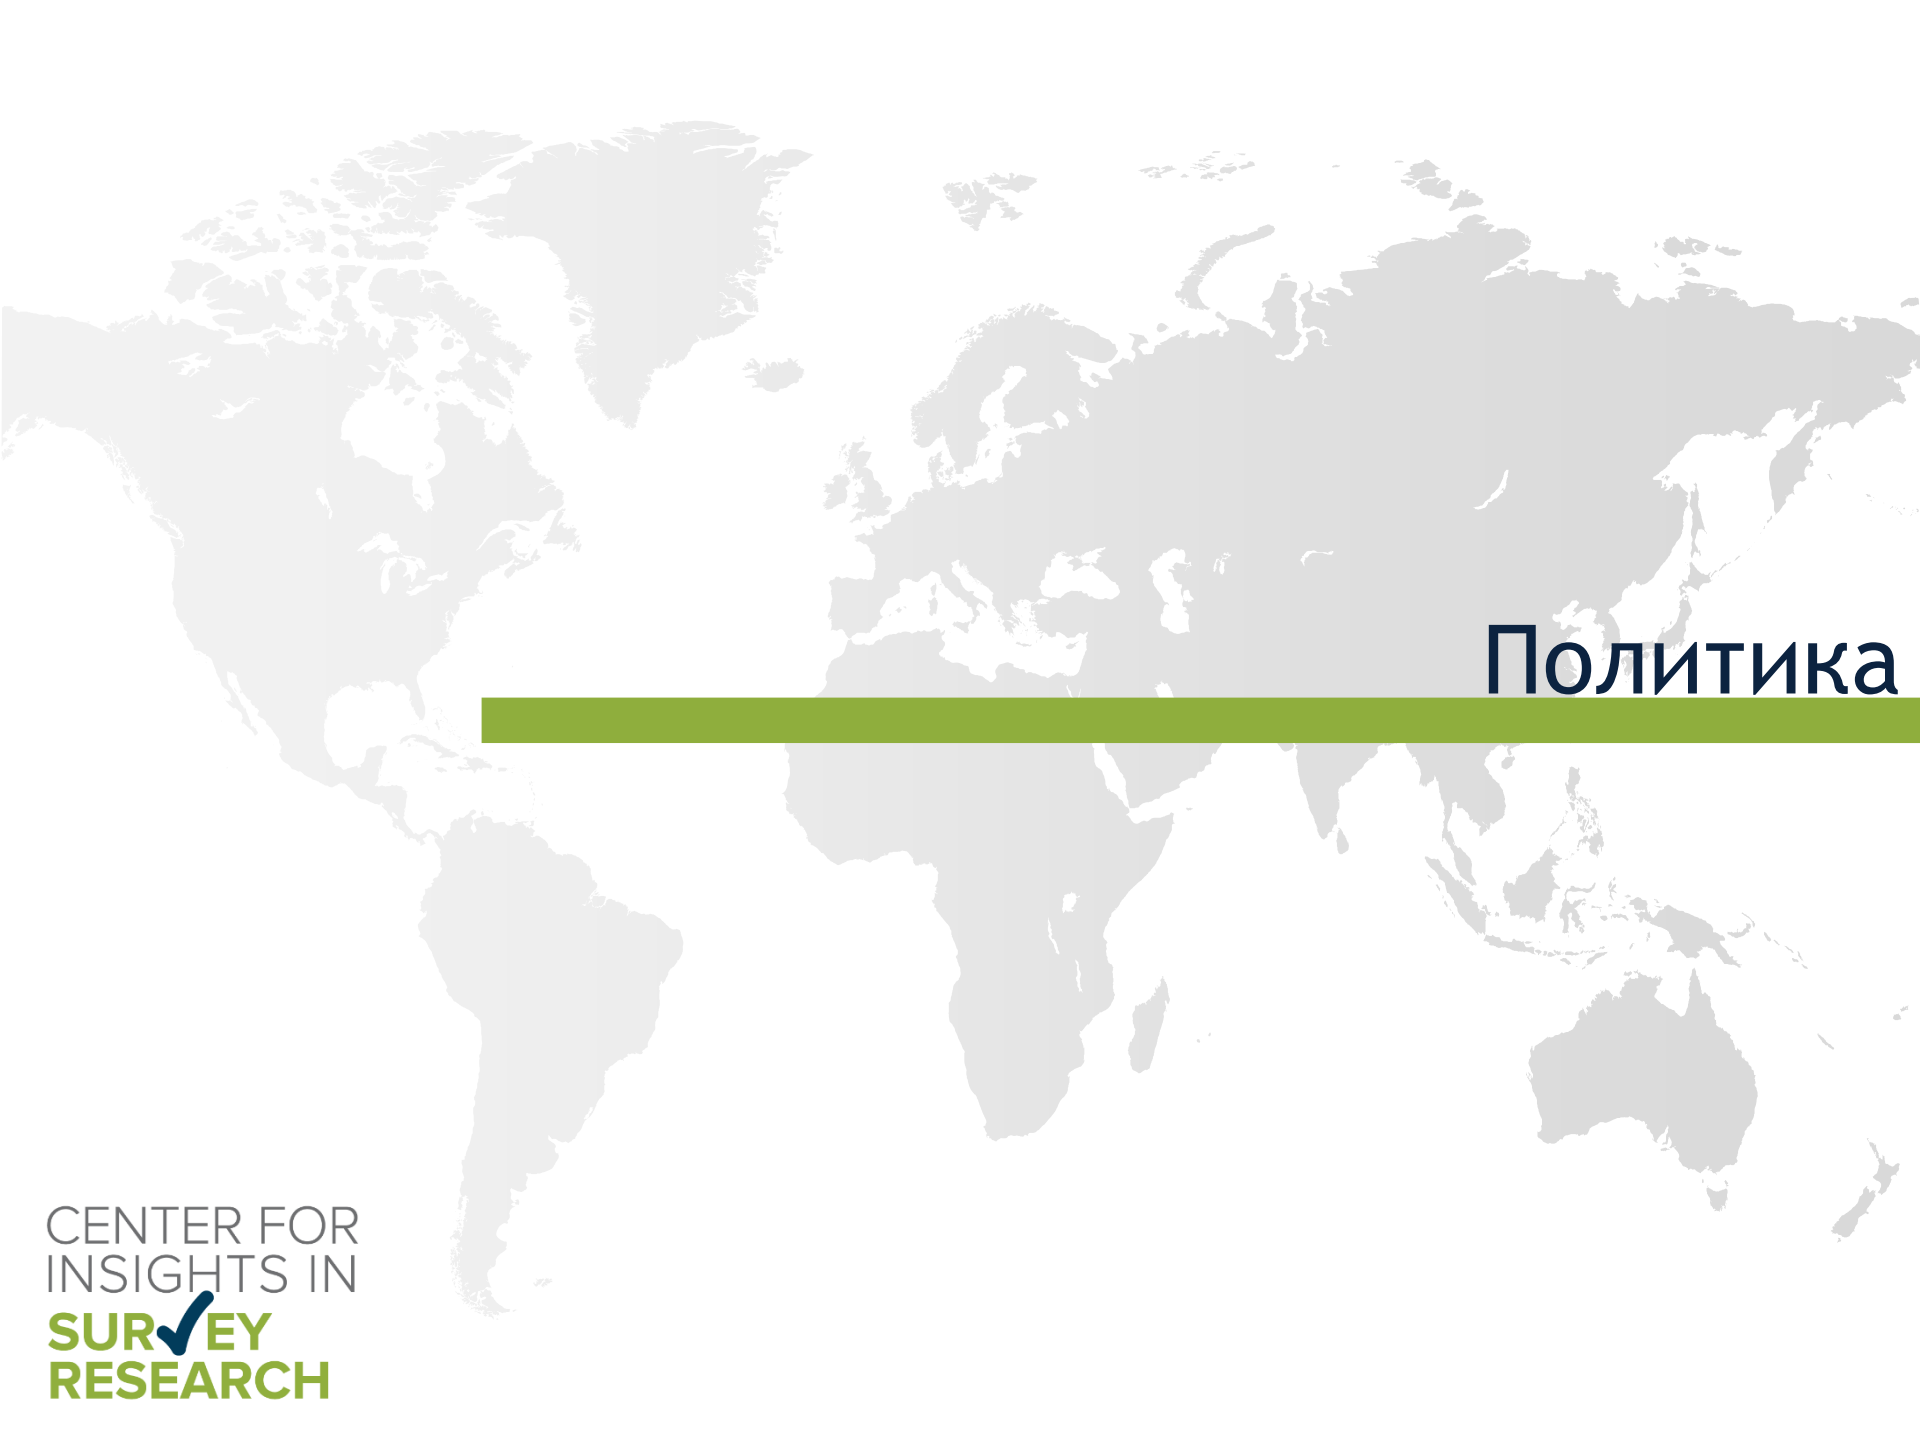 Политика
CENTER FOR
INSIGHTS IN
SURVEY
RESEARCH